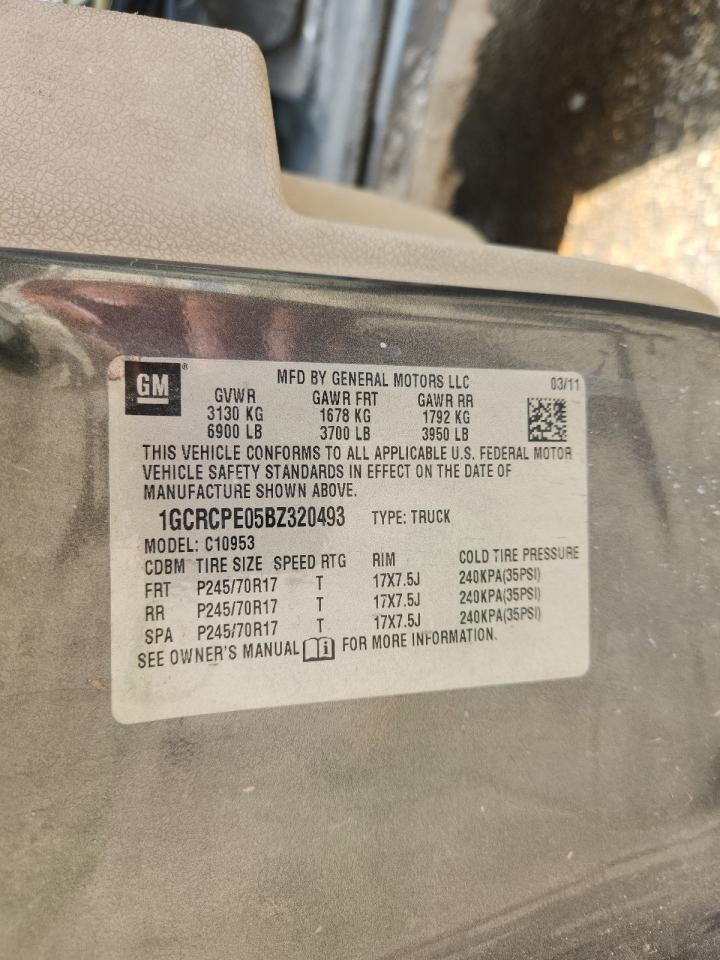 GM ® MFD BY GENERAL MOTORS LLC 03/11
GVWR GAWR FRT GAWR RR
3130 KG 1678 KG 1792 KG
6900 LB 3700 LB 3950 LB
THIS VEHICLE CONFORMS TO ALL APPLICABLE U.S. FEDERAL MOTOR
VEHICLE SAFETY STANDARDS IN EFFECT ON THE DATE OF
MANUFACTURE SHOWN ABOVE.
1GCRCPE05BZ320493 TYPE: TRUCK
MODEL: C10953
CDBM TIRE SIZE SPEED RTG RIM COLD TIRE PRESSURE
FRT P245/70R17 T 17X7.5J 240KPA(35PSI)
RR P245/70R17 T 17X7.5J 240KPA(35PSI)
SPA P245/70R17 T 17X7.5J 240KPA(35PSI)
SEE OWNER'S MANUAL i FOR MORE INFORMATION.